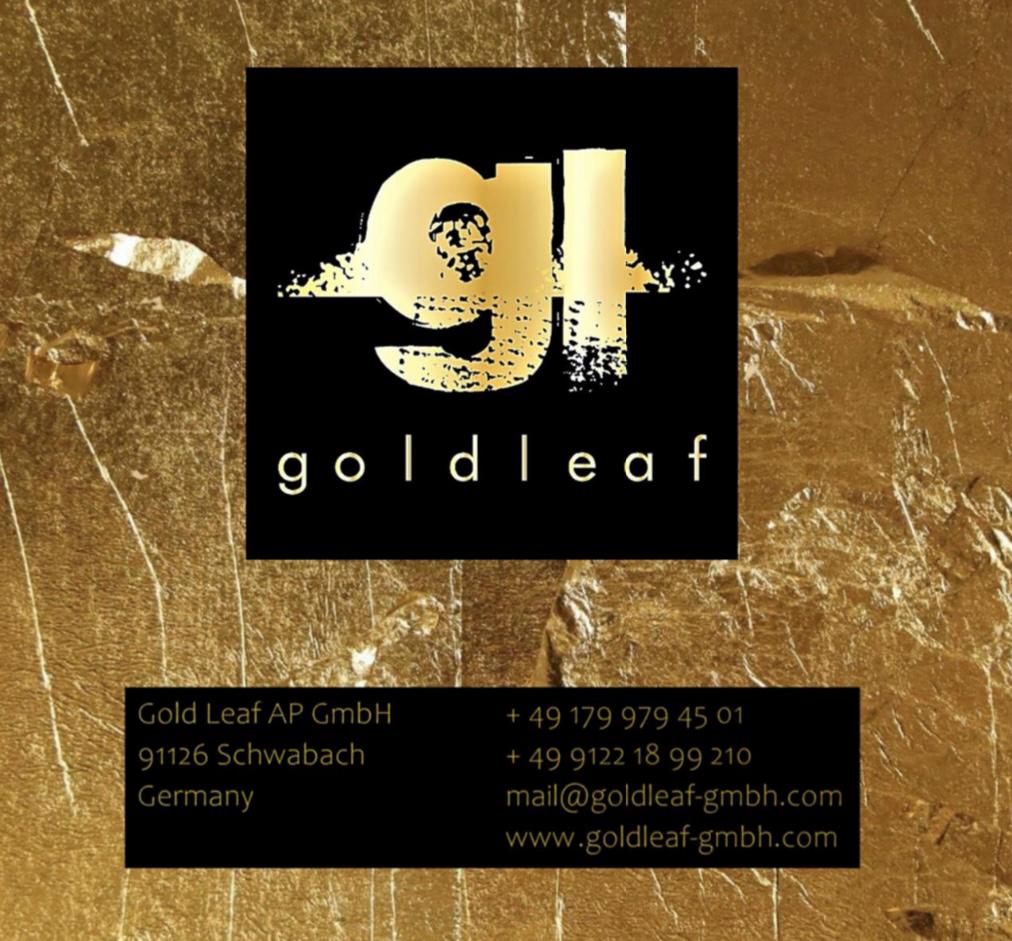 gl
goldleaf
Gold Leaf AP GmbH
91126 Schwabach
Germany
+ 49 179 979 45 01
+ 49 9122 18 99 210
mail@goldleaf-gmbh.com
www.goldleaf-gmbh.com